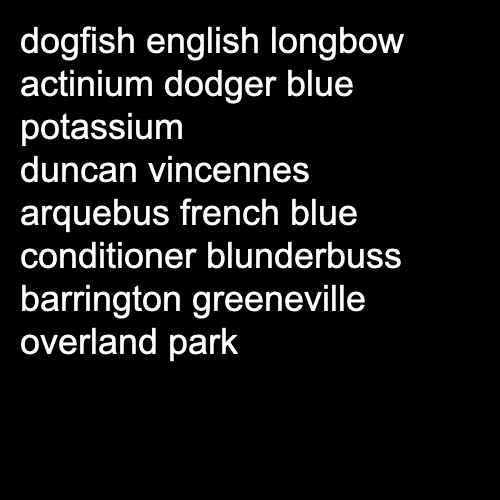 dogfish english longbow
actinium dodger blue
potassium
duncan vincennes
arquebus french blue
conditioner blunderbuss
barrington greeneville
overland park